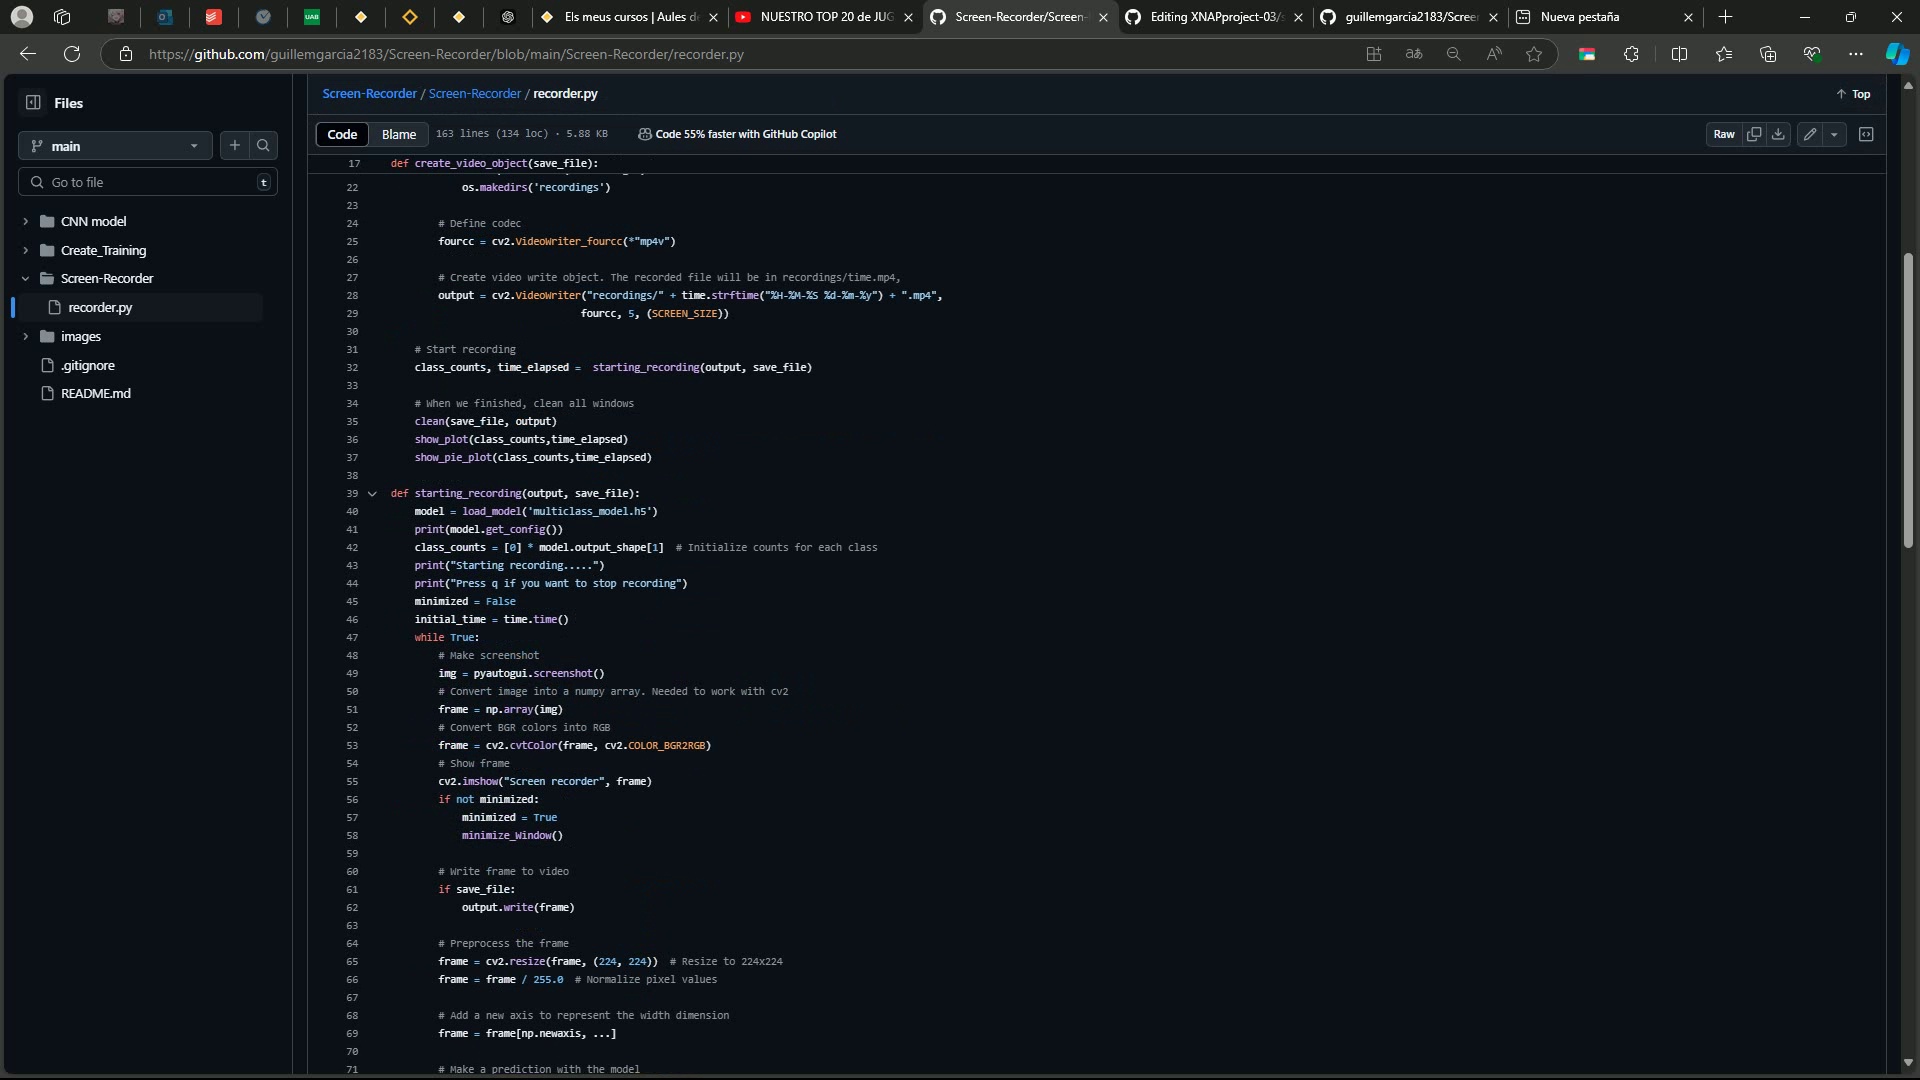 UAB
Els meus cursos | Aules d
NUESTRO TOP 20 de JUG
Screen-Recorder/Screen-
Editing XNAPproject-03/s
guillemgarcia2183/Scree
Nueva pestaña
https://github.com/guillemgarcia2183/Screen-Recorder/blob/main/Screen-Recorder/recorder.py
Files
main
Go to file
t
CNN model
Create_Training
Screen-Recorder
recorder.py
images
.gitignore
README.md
Screen-Recorder / Screen-Recorder / recorder.py
Top
Code
Blame
163 lines (134 loc) · 5.88 KB
Code 55% faster with GitHub Copilot
Raw
17 def create_video_object(save_file):
22 os.makedirs('recordings')
23
24 # Define codec
25 fourcc = cv2.VideoWriter_fourcc(*"mp4v")
26
27 # Create video write object. The recorded file will be in recordings/time.mp4,
28 output = cv2.VideoWriter("recordings/" + time.strftime("%H-%M-%S %d-%m-%y") + ".mp4",
29 fourcc, 5, (SCREEN_SIZE))
30
31 # Start recording
32 class_counts, time_elapsed = starting_recording(output, save_file)
33
34 # When we finished, clean all windows
35 clean(save_file, output)
36 show_plot(class_counts,time_elapsed)
37 show_pie_plot(class_counts,time_elapsed)
38
39 def starting_recording(output, save_file):
40 model = load_model('multiclass_model.h5')
41 print(model.get_config())
42 class_counts = [0] * model.output_shape[1] # Initialize counts for each class
43 print("Starting recording.....")
44 print("Press q if you want to stop recording")
45 minimized = False
46 initial_time = time.time()
47 while True:
48 # Make screenshot
49 img = pyautogui.screenshot()
50 # Convert image into a numpy array. Needed to work with cv2
51 frame = np.array(img)
52 # Convert BGR colors into RGB
53 frame = cv2.cvtColor(frame, cv2.COLOR_BGR2RGB)
54 # Show frame
55 cv2.imshow("Screen recorder", frame)
56 if not minimized:
57 minimized = True
58 minimize_Window()
59
60 # Write frame to video
61 if save_file:
62 output.write(frame)
63
64 # Preprocess the frame
65 frame = cv2.resize(frame, (224, 224)) # Resize to 224x224
66 frame = frame / 255.0 # Normalize pixel values
67
68 # Add a new axis to represent the width dimension
69 frame = frame[np.newaxis, ...]
70
71 # Make a prediction with the model